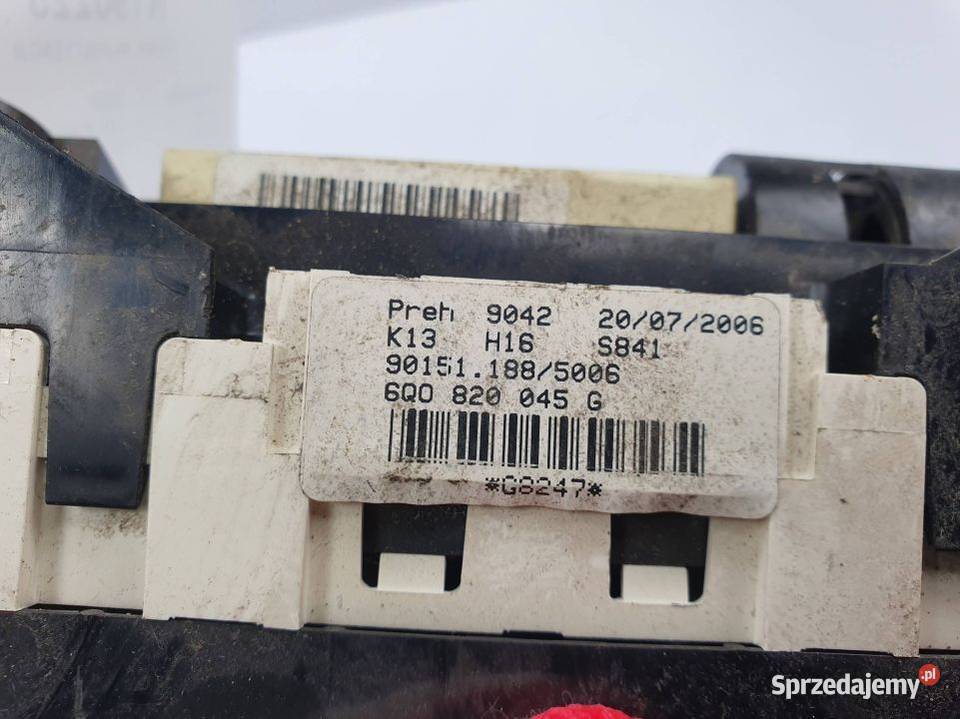 Preh 9042 20/07/2006
K13 H16 S841
90151.188/5006
6Q0 820 045 G
*G8247*
Sprzedajemy.pl